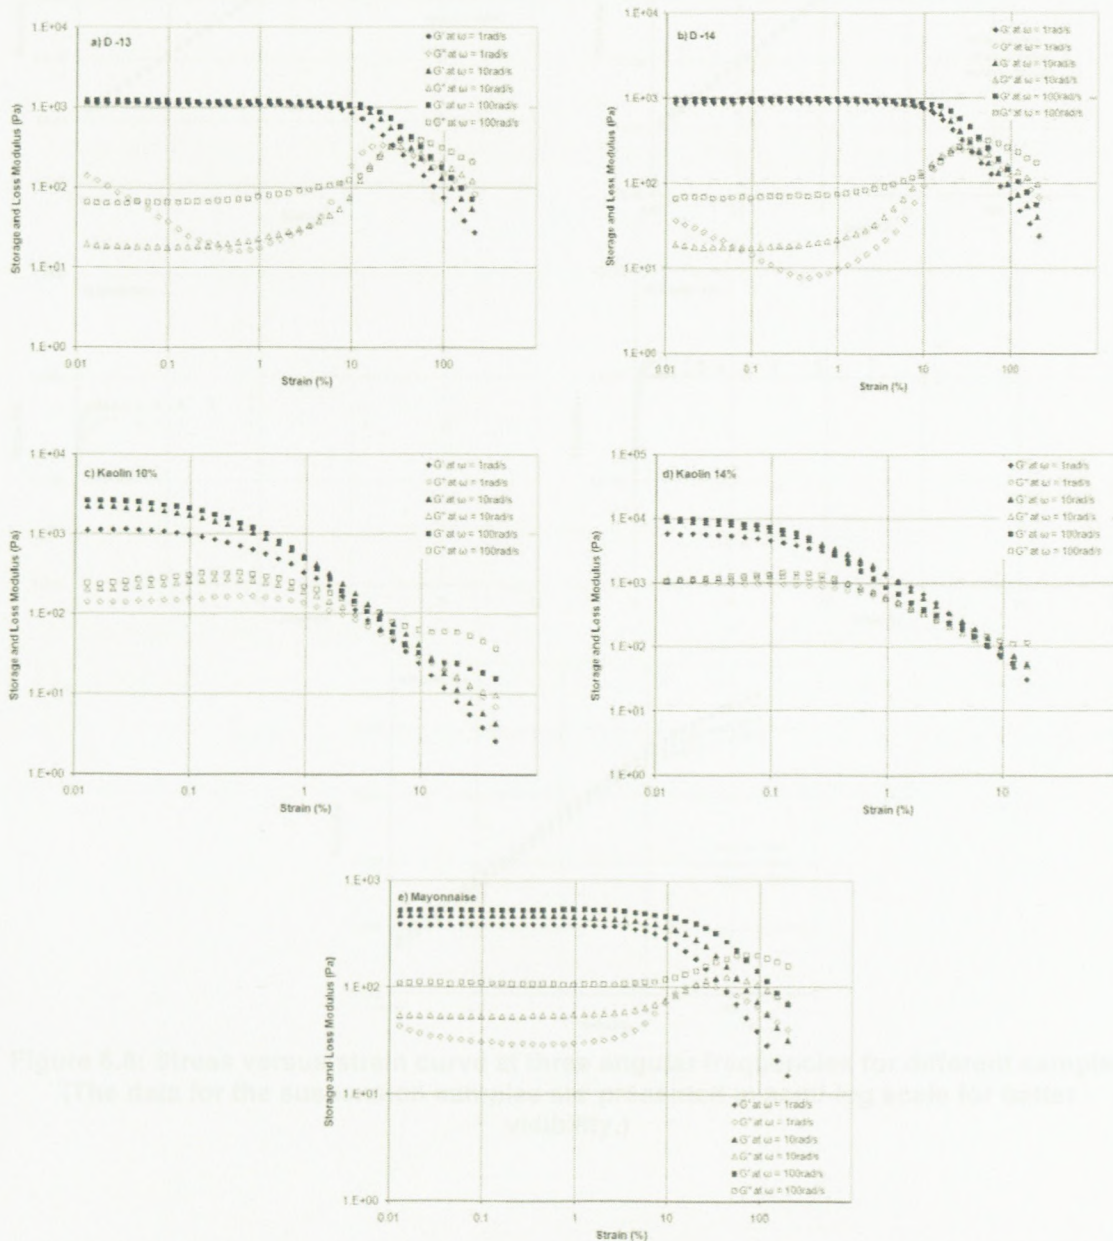 a) D -13
G' at ω = 1rad/s
G" at ω = 1rad/s
G' at ω = 10rad/s
G" at ω = 10rad/s
G' at ω = 100rad/s
G" at ω = 100rad/s
Storage and Loss Modulus (Pa)
1.E+04
1.E+03
1.E+02
1.E+01
1.E+00
0.01 0.1 1 10 100
Strain (%)
b) D -14
G' at ω = 1rad/s
G" at ω = 1rad/s
G' at ω = 10rad/s
G" at ω = 10rad/s
G' at ω = 100rad/s
G" at ω = 100rad/s
Storage and Loss Modulus (Pa)
1.E+04
1.E+03
1.E+02
1.E+01
1.E+00
0.01 0.1 1 10 100
Strain (%)
c) Kaolin 10%
G' at ω = 1rad/s
G" at ω = 1rad/s
G' at ω = 10rad/s
G" at ω = 10rad/s
G' at ω = 100rad/s
G" at ω = 100rad/s
Storage and Loss Modulus (Pa)
1.E+04
1.E+03
1.E+02
1.E+01
1.E+00
0.01 0.1 1 10
Strain (%)
d) Kaolin 14%
G' at ω = 1rad/s
G" at ω = 1rad/s
G' at ω = 10rad/s
G" at ω = 10rad/s
G' at ω = 100rad/s
G" at ω = 100rad/s
Storage and Loss Modulus (Pa)
1.E+05
1.E+04
1.E+03
1.E+02
1.E+01
1.E+00
0.01 0.1 1 10
Strain (%)
e) Mayonnaise
Storage and Loss Modulus (Pa)
1.E+03
1.E+02
1.E+01
1.E+00
G' at ω = 1rad/s
G" at ω = 1rad/s
G' at ω = 10rad/s
G" at ω = 10rad/s
G' at ω = 100rad/s
G" at ω = 100rad/s
0.01 0.1 1 10 100
Strain (%)